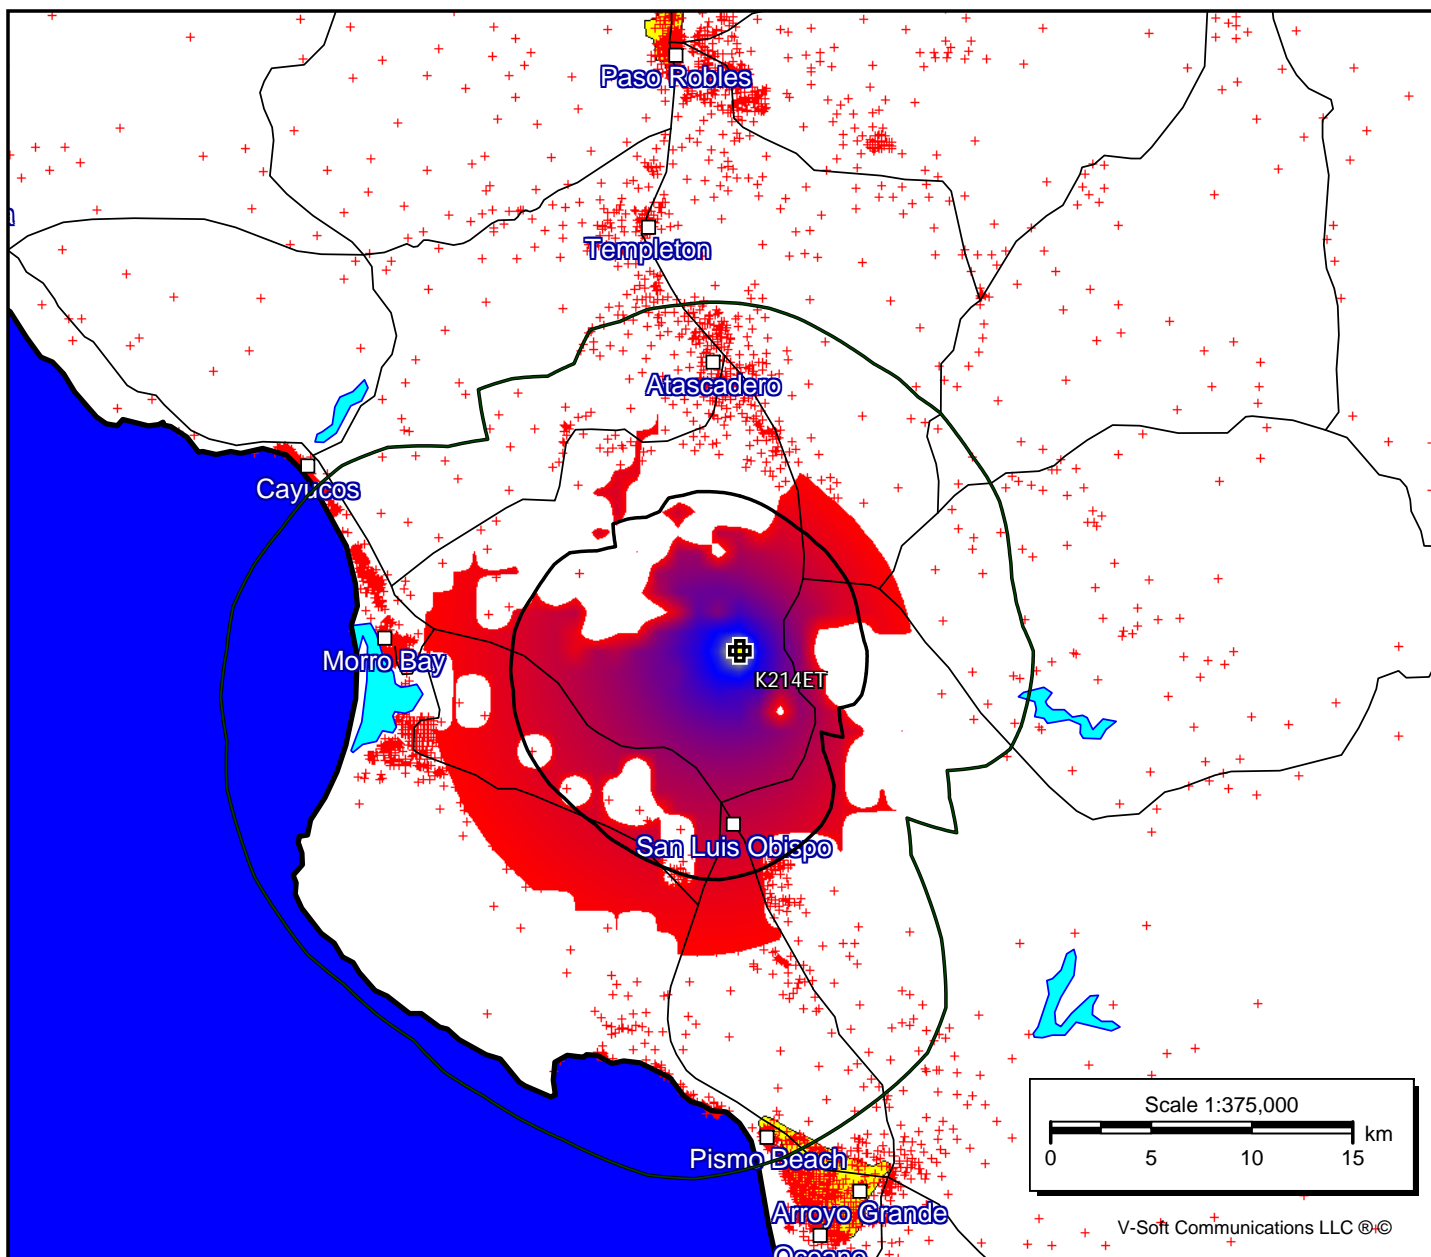 Paso Robles
Templeton
Atascadero
Cayucos
Morro Bay
K214ET
San Luis Obispo
Pismo Beach
Arroyo Grande
Oceano
Scale 1:375,000
km
0 5 10 15
V-Soft Communications LLC ® ©